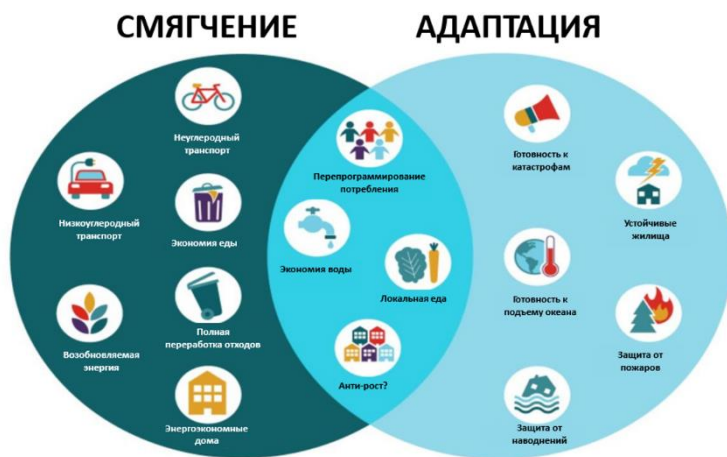 СМЯГЧЕНИЕ
АДАПТАЦИЯ
Неуглеродный
транспорт
Низкоуглеродный
транспорт
Экономия еды
Возобновляемая
энергия
Полная
переработка отходов
Энергоэкономные
дома
Перепрограммирование
потребления
Экономия воды
Локальная еда
Анти-рост?
Готовность к
катастрофам
Устойчивые
жилища
Готовность к
подъему океана
Защита от
пожаров
Защита от
наводнений